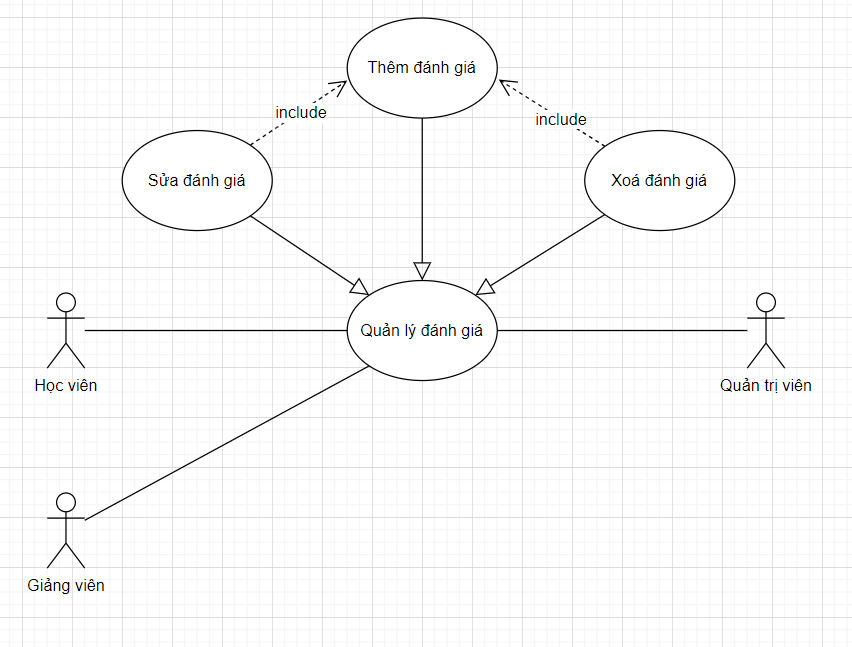 Thêm đánh giá
include
include
Sửa đánh giá
Xoá đánh giá
Quản lý đánh giá
Học viên
Quản trị viên
Giảng viên